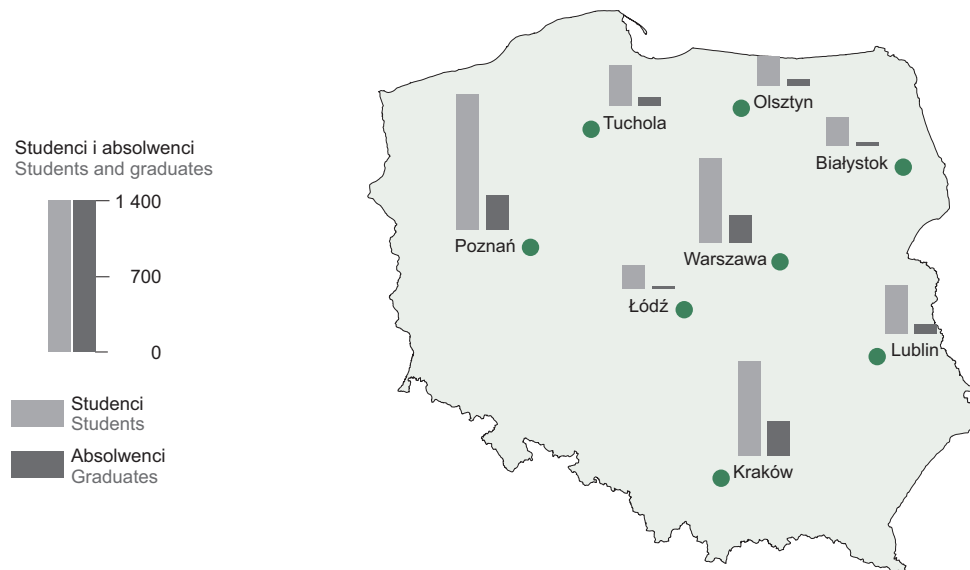 Studenci i absolwenci
Students and graduates
1 400
700
0
Studenci
Students
Absolwenci
Graduates
Tuchola
Olsztyn
Białystok
Poznań
Warszawa
Łódź
Lublin
Kraków